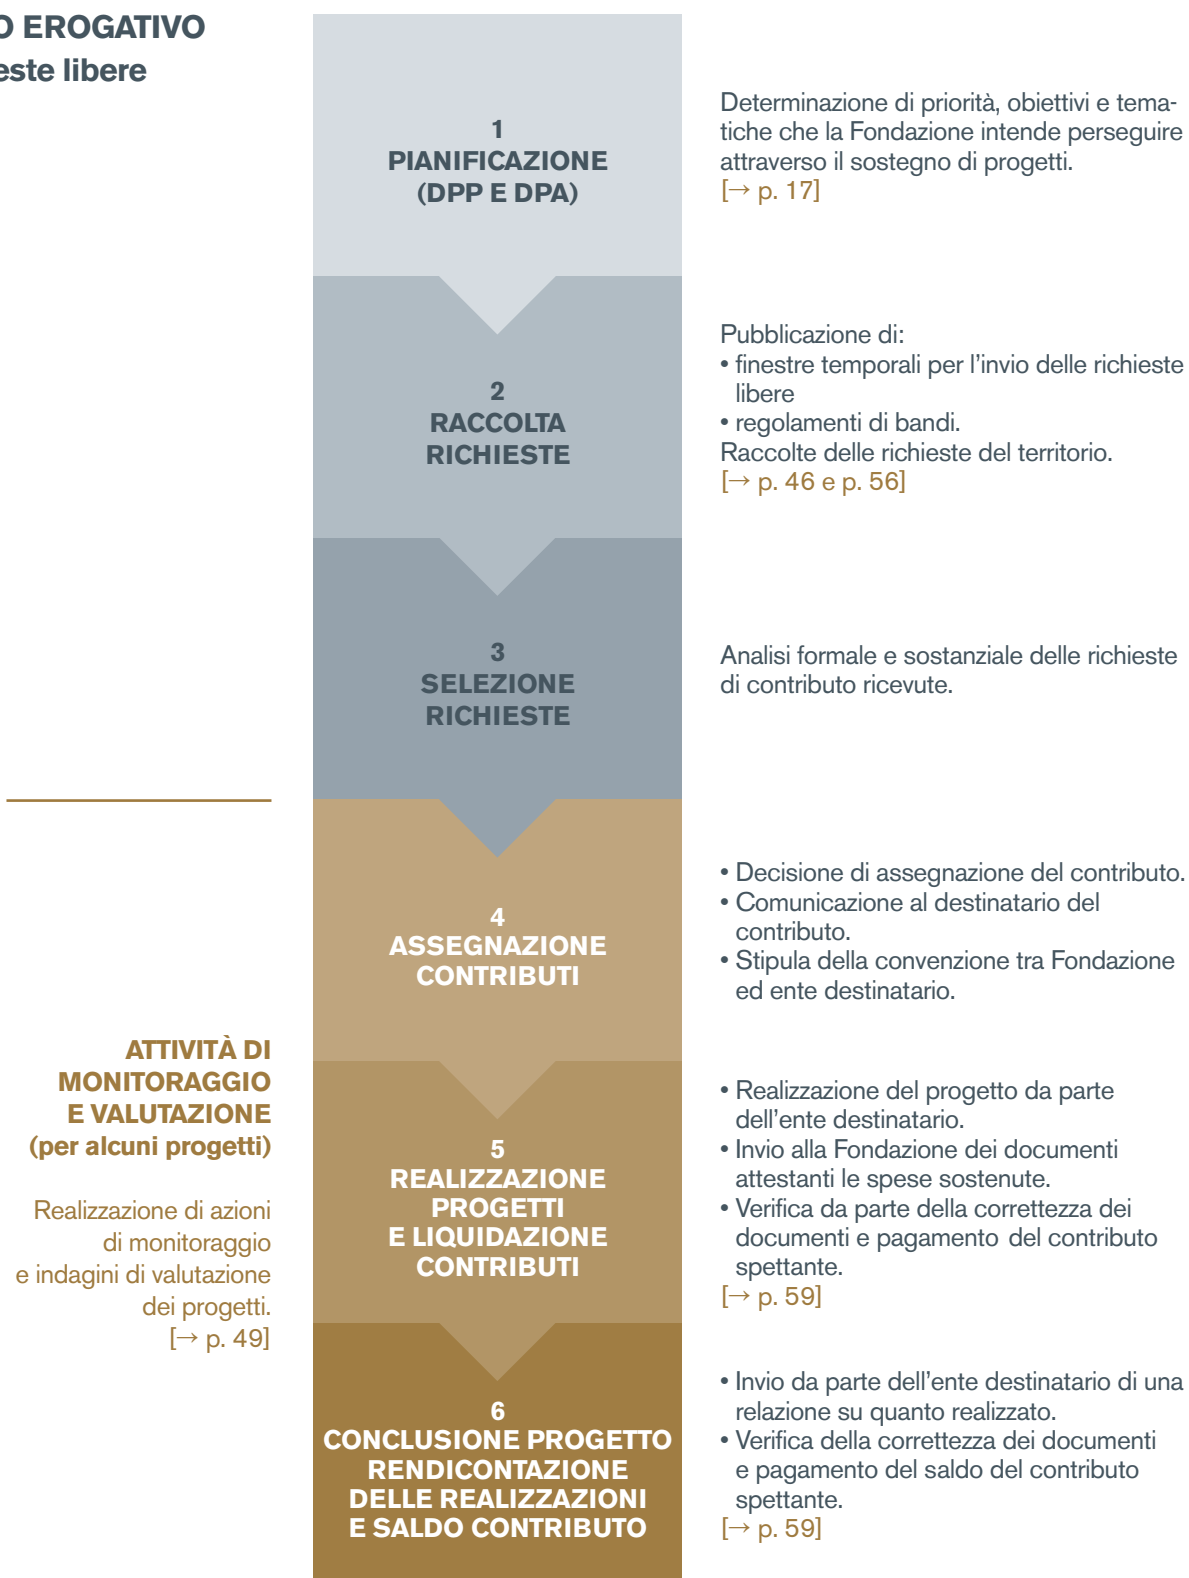 O EROGATIVO
este libere
1
PIANIFICAZIONE
(DPP E DPA)
Determinazione di priorità, obiettivi e tema-
tiche che la Fondazione intende perseguire
attraverso il sostegno di progetti.
[→ p. 17]
2
RACCOLTA
RICHIESTE
Pubblicazione di:
• finestre temporali per l'invio delle richieste
libere
• regolamenti di bandi.
Raccolte delle richieste del territorio.
[→ p. 46 e p. 56]
3
SELEZIONE
RICHIESTE
Analisi formale e sostanziale delle richieste
di contributo ricevute.
4
ASSEGNAZIONE
CONTRIBUTI
• Decisione di assegnazione del contributo.
• Comunicazione al destinatario del
contributo.
• Stipula della convenzione tra Fondazione
ed ente destinatario.
ATTIVITÀ DI
MONITORAGGIO
E VALUTAZIONE
(per alcuni progetti)
Realizzazione di azioni
di monitoraggio
e indagini di valutazione
dei progetti.
[→ p. 49]
5
REALIZZAZIONE
PROGETTI
E LIQUIDAZIONE
CONTRIBUTI
• Realizzazione del progetto da parte
dell'ente destinatario.
• Invio alla Fondazione dei documenti
attestanti le spese sostenute.
• Verifica da parte della correttezza dei
documenti e pagamento del contributo
spettante.
[→ p. 59]
6
CONCLUSIONE PROGETTO
RENDICONTAZIONE
DELLE REALIZZAZIONI
E SALDO CONTRIBUTO
• Invio da parte dell'ente destinatario di una
relazione su quanto realizzato.
• Verifica della correttezza dei documenti
e pagamento del saldo del contributo
spettante.
[→ p. 59]